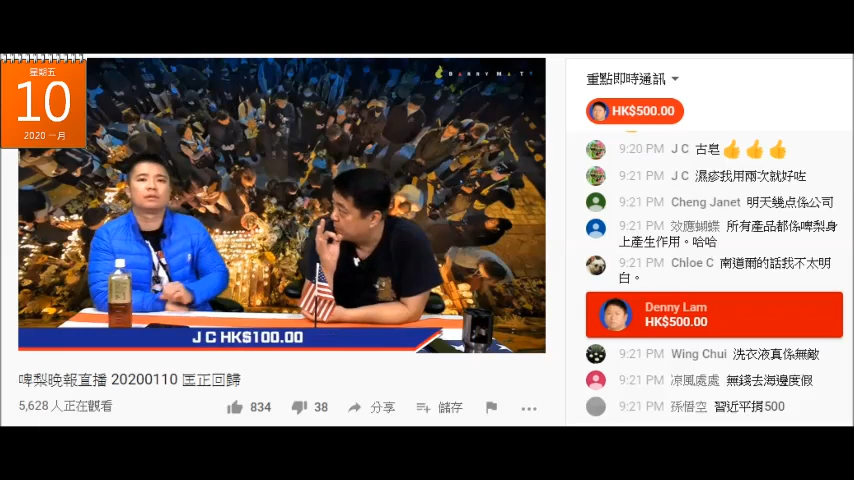 星期五
10
2020 一月
BARRY MA TT
J C HK$100.00
啤梨晚報直播 20200110 匡正回歸
5,628 人正在觀看
834
38
分享
儲存
重點即時通訊
HK$500.00
9:20 PM J C 古皂👍👍👍
9:21 PM J C 濕疹我用兩次就好咗
9:21 PM Cheng Janet 明天幾点係公司
9:21 PM 效應蝴蝶 所有產品都係啤梨身
上產生作用。哈哈
9:21 PM Chloe C 南道爾的話我不太明
白。
Denny Lam
HK$500.00
9:21 PM Wing Chui 洗衣液真係無敵
9:21 PM 凉風處處 無錢去海邊度假
9:21 PM 孫悟空 習近平捐500